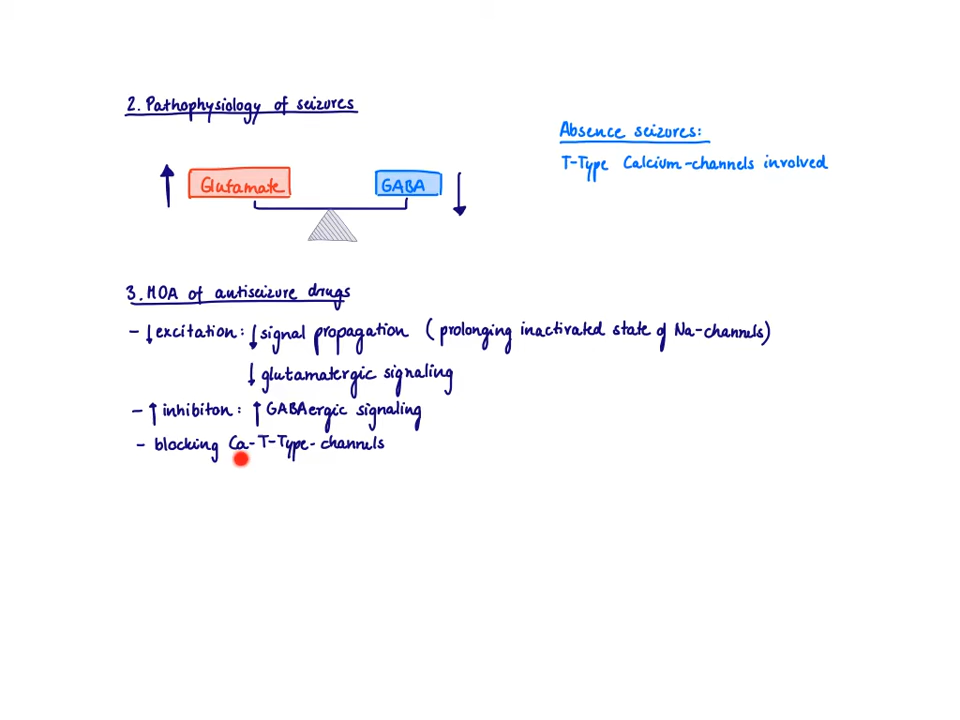 2. Pathophysiology of seizures
Absence seizures:
T-Type Calcium-channels involved
↑ Glutamate GABA ↓
3. MOA of antiseizure drugs
- ↓excitation: ↓signal propagation (prolonging inactivated state of Na-channels)
↓glutamatergic signaling
- ↑inhibiton: ↑GABAergic signaling
- blocking Ca-T-Type-channels